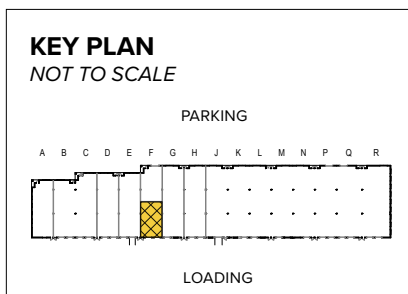 KEY PLAN
NOT TO SCALE
PARKING
A B C D E F G H J K L M N P Q R
LOADING